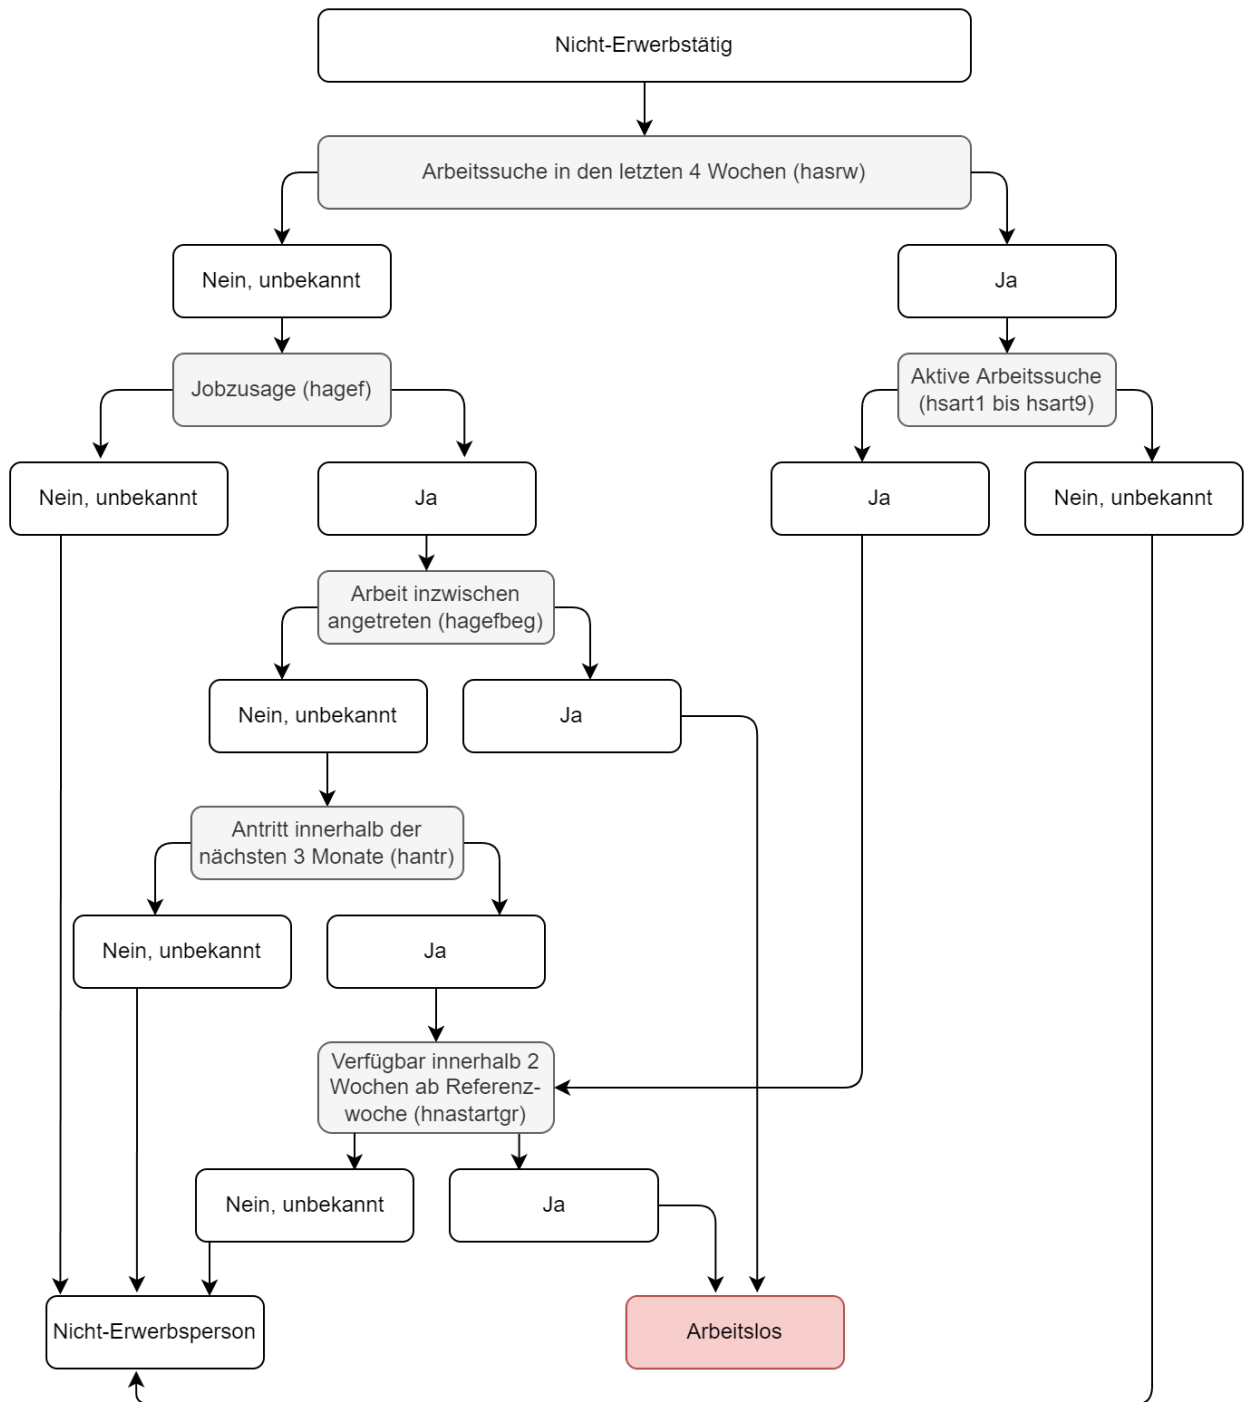 Nicht-Erwerbstätig
Arbeitssuche in den letzten 4 Wochen (hasrw)
Nein, unbekannt
Ja
Jobzusage (hagef)
Aktive Arbeitssuche
(hsart1 bis hsart9)
Nein, unbekannt
Ja
Ja
Nein, unbekannt
Arbeit inzwischen
angetreten (hagefbeg)
Nein, unbekannt
Ja
Antritt innerhalb der
nächsten 3 Monate (hantr)
Nein, unbekannt
Ja
Verfügbar innerhalb 2
Wochen ab Referenz-
woche (hnastartgr)
Nein, unbekannt
Ja
Nicht-Erwerbsperson
Arbeitslos